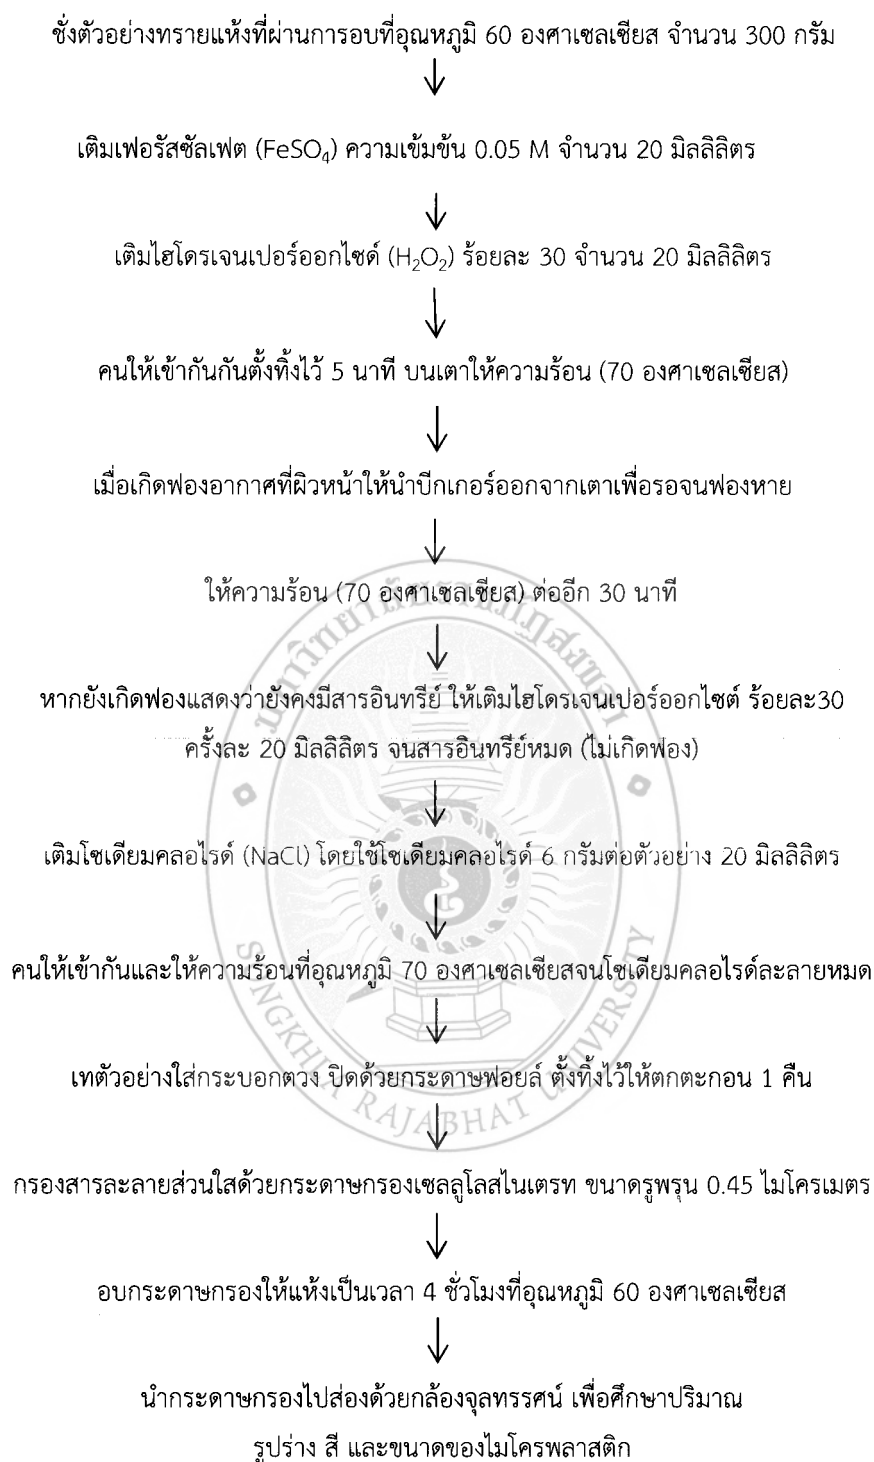 ชั่งตัวอย่างทรายแห้งที่ผ่านการอบที่อุณหภูมิ 60 องศาเซลเซียส จำนวน 300 กรัม
เติมเฟอรัสซัลเฟต (FeSO₄) ความเข้มข้น 0.05 M จำนวน 20 มิลลิลิตร
เติมไฮโดรเจนเปอร์ออกไซด์ (H₂O₂) ร้อยละ 30 จำนวน 20 มิลลิลิตร
คนให้เข้ากันกันตั้งทิ้งไว้ 5 นาที บนเตาให้ความร้อน (70 องศาเซลเซียส)
เมื่อเกิดฟองอากาศที่ผิวหน้าให้นำบีกเกอร์ออกจากเตาเพื่อรอจนฟองหาย
ให้ความร้อน (70 องศาเซลเซียส) ต่ออีก 30 นาที
หากยังเกิดฟองแสดงว่ายังคงมีสารอินทรีย์ ให้เติมไฮโดรเจนเปอร์ออกไซต์ ร้อยละ30
ครั้งละ 20 มิลลิลิตร จนสารอินทรีย์หมด (ไม่เกิดฟอง)
เติมโซเดียมคลอไรด์ (NaCl) โดยใช้โซเดียมคลอไรด์ 6 กรัมต่อตัวอย่าง 20 มิลลิลิตร
คนให้เข้ากันและให้ความร้อนที่อุณหภูมิ 70 องศาเซลเซียสจนโซเดียมคลอไรด์ละลายหมด
เทตัวอย่างใส่กระบอกตวง ปิดด้วยกระดาษฟอยล์ ตั้งทิ้งไว้ให้ตกตะกอน 1 คืน
กรองสารละลายส่วนใสด้วยกระดาษกรองเซลลูโลสไนเตรท ขนาดรูพรุน 0.45 ไมโครเมตร
อบกระดาษกรองให้แห้งเป็นเวลา 4 ชั่วโมงที่อุณหภูมิ 60 องศาเซลเซียส
นำกระดาษกรองไปส่องด้วยกล้องจุลทรรศน์ เพื่อศึกษาปริมาณ
รูปร่าง สี และขนาดของไมโครพลาสติก
มหาวิทยาลัยราชภัฏสงขลา
SONGKHLA RAJABHAT UNIVERSITY